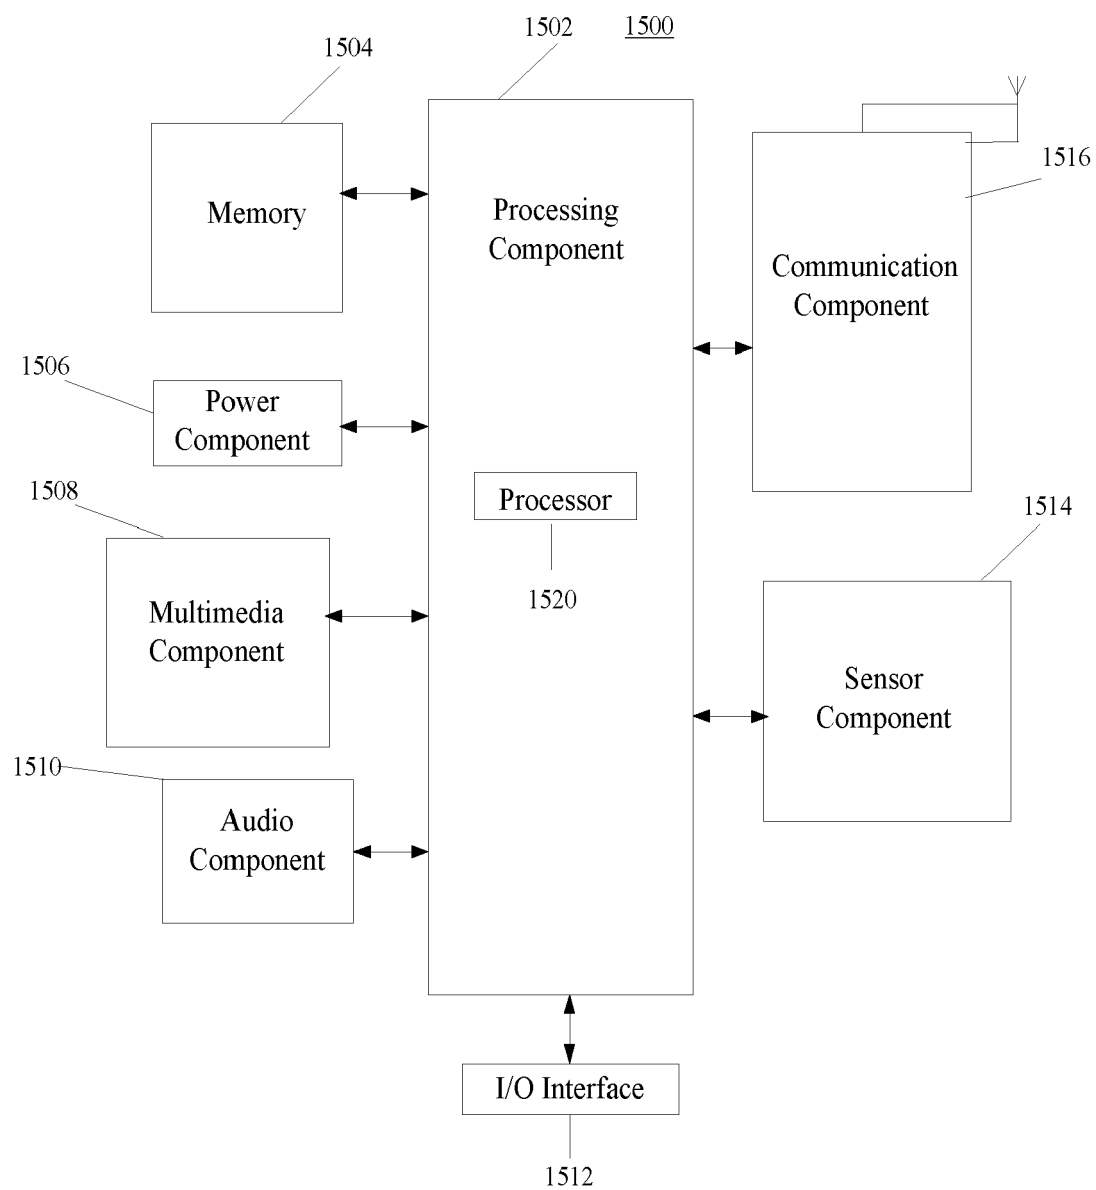 1502
1500
1504
Memory
Processing
Component
1516
Communication
Component
1506
Power
Component
1508
Processor
1520
1514
Multimedia
Component
Sensor
Component
1510
Audio
Component
I/O Interface
1512